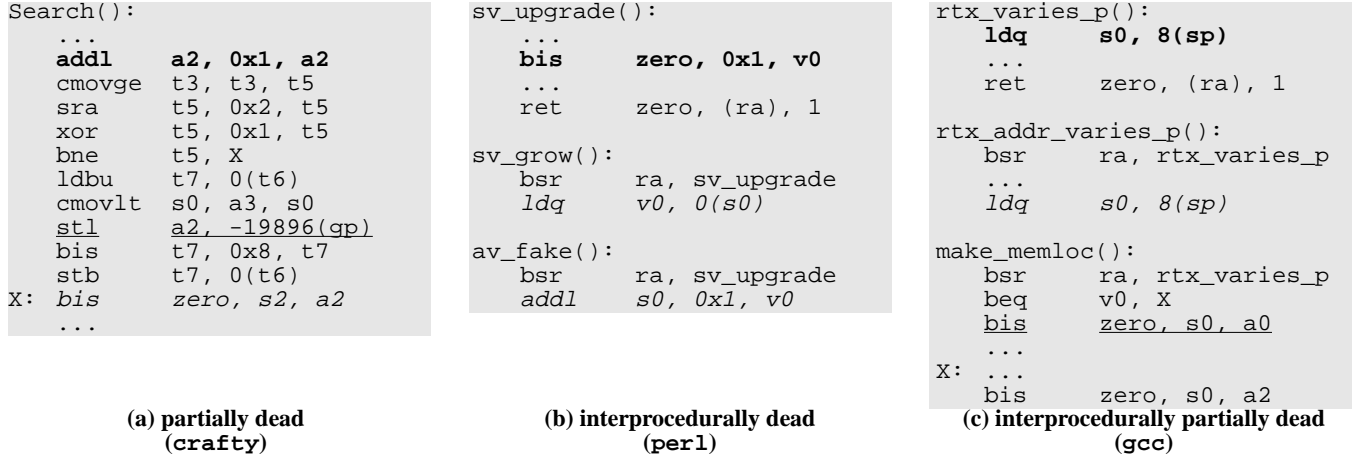 Search():
...
addl a2, 0x1, a2
cmovge t3, t3, t5
sra t5, 0x2, t5
xor t5, 0x1, t5
bne t5, X
ldbu t7, 0(t6)
cmovlt s0, a3, s0
stl a2, -19896(gp)
bis t7, 0x8, t7
stb t7, 0(t6)
X: bis zero, s2, a2
...
(a) partially dead
(crafty)
sv_upgrade():
...
bis zero, 0x1, v0
...
ret zero, (ra), 1
sv_grow():
bsr ra, sv_upgrade
ldq v0, 0(s0)
av_fake():
bsr ra, sv_upgrade
addl s0, 0x1, v0
(b) interprocedurally dead
(perl)
rtx_varies_p():
ldq s0, 8(sp)
...
ret zero, (ra), 1
rtx_addr_varies_p():
bsr ra, rtx_varies_p
...
ldq s0, 8(sp)
make_memloc():
bsr ra, rtx_varies_p
beq v0, X
bis zero, s0, a0
...
X: ...
bis zero, s0, a2
(c) interprocedurally partially dead
(gcc)